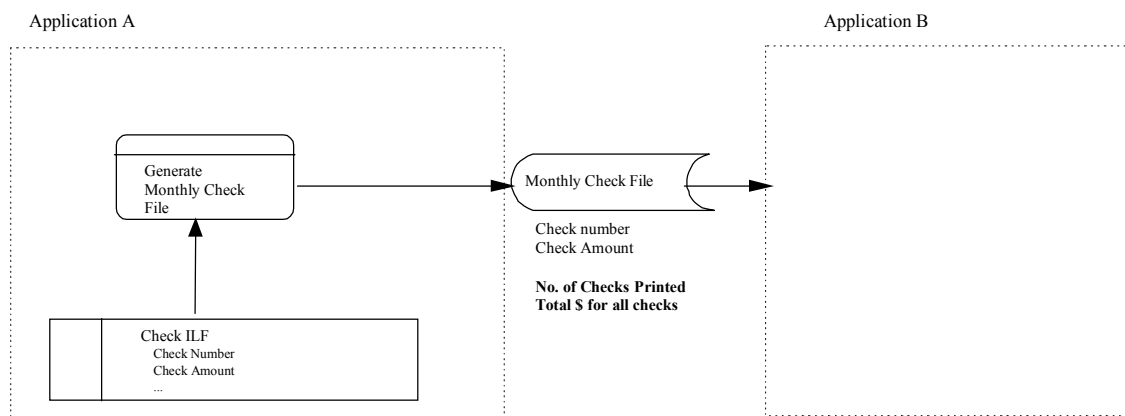 Application A
Application B
Generate
Monthly Check
File
Monthly Check File
Check number
Check Amount
No. of Checks Printed
Total $ for all checks
Check ILF
Check Number
Check Amount
...